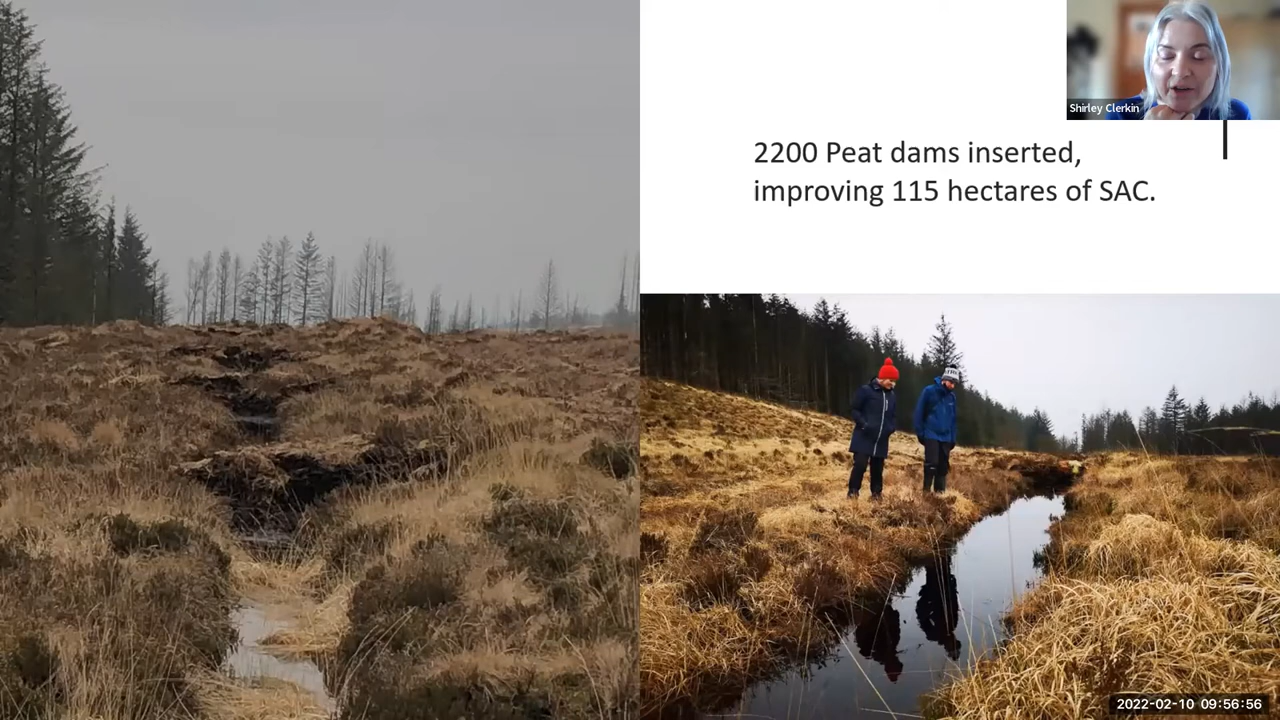 Shirley Clerkin
2200 Peat dams inserted,
improving 115 hectares of SAC.
2022-02-10 09:56:56